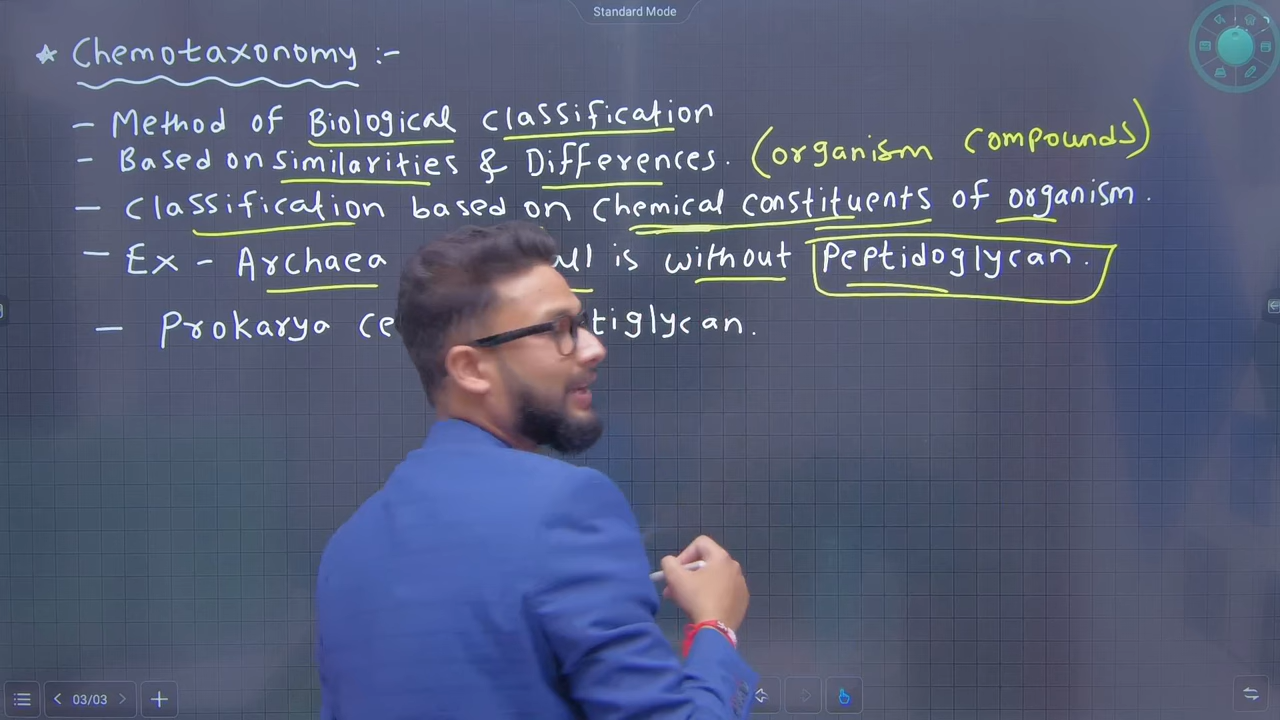 Standard Mode
★ Chemotaxonomy :-
- Method of Biological classification
- Based on similarities & Differences. (organism compounds)
- Classification based on Chemical constituents of organism.
- Ex - Archaea is without Peptidoglycan.
- Prokarya tiglycan.
03/03